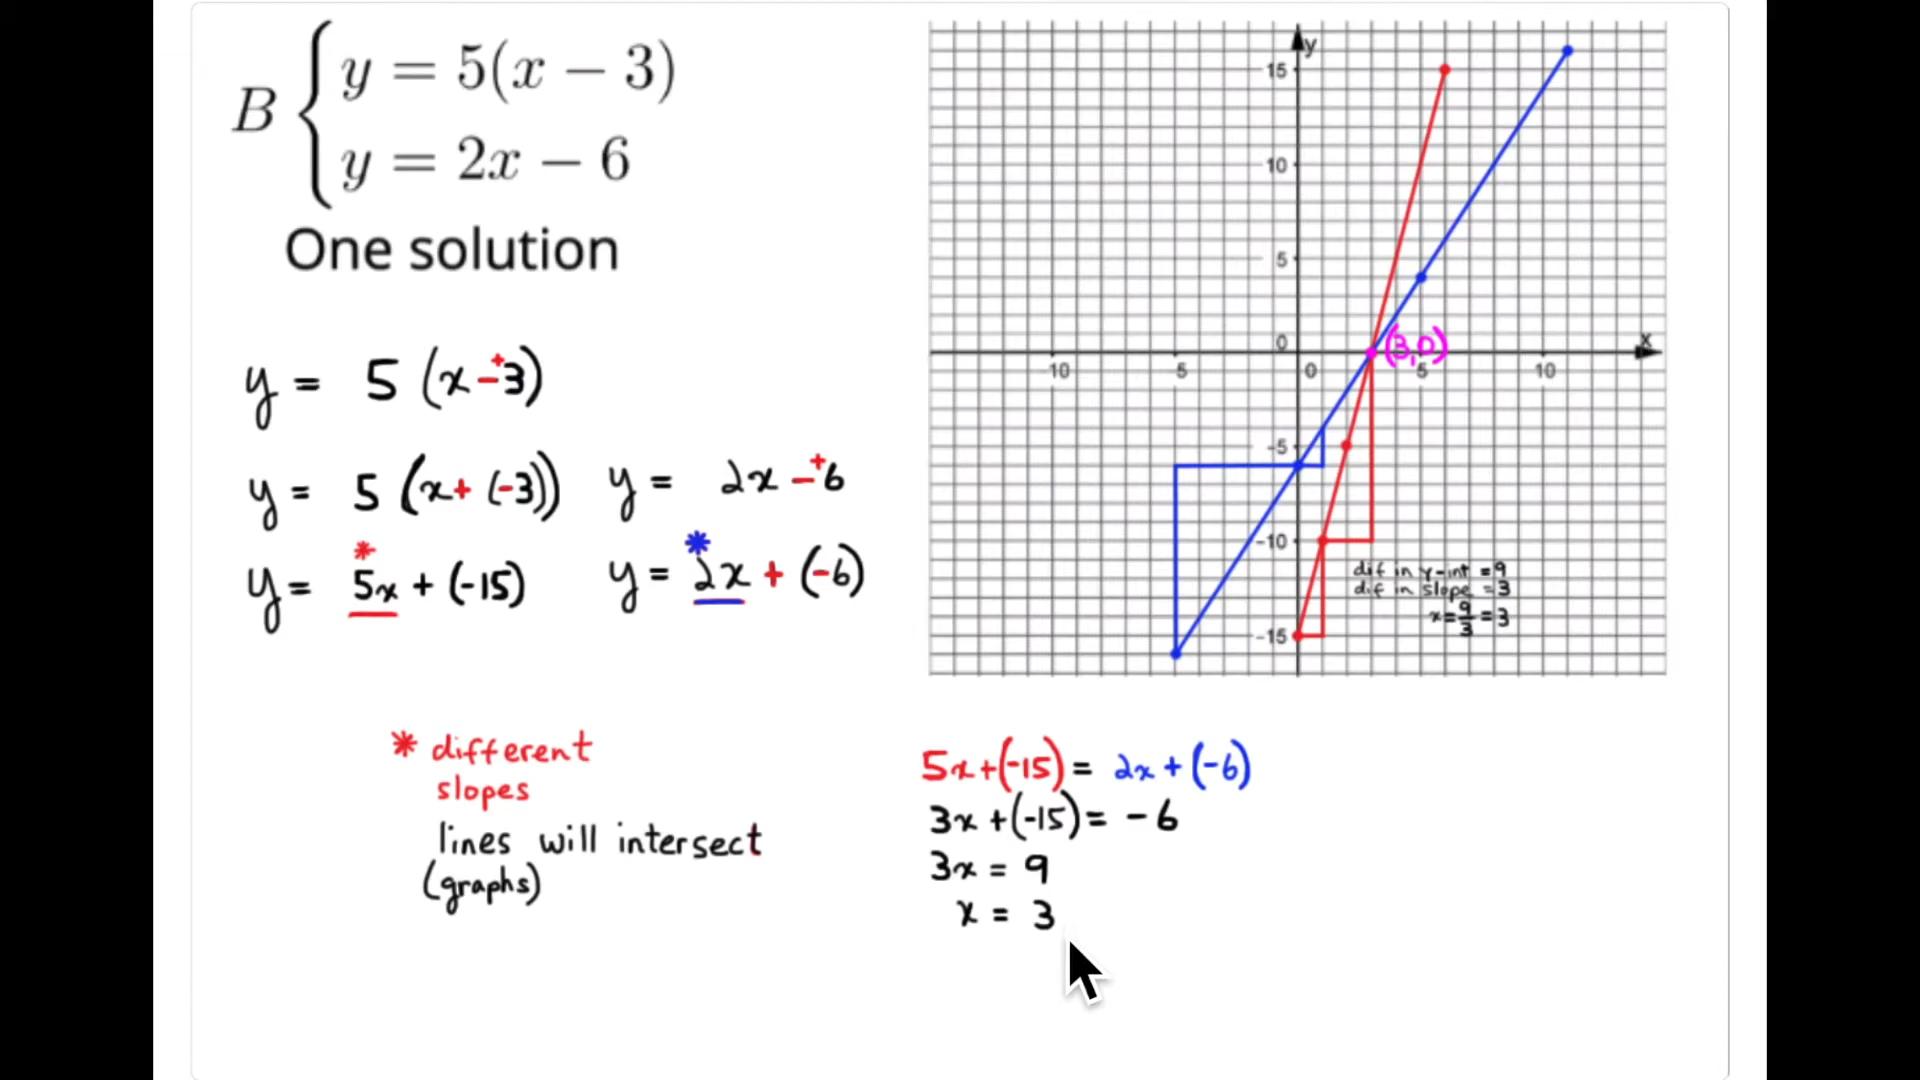 B { y = 5(x − 3)
y = 2x − 6
One solution
y = 5 (x −⁺ 3)
y = 5 (x + (-3))
y = 2x −⁺ 6
* *
y = 5x + (-15)
y = 2x + (-6)
* different
slopes
lines will intersect
(graphs)
y
15
10
5
0
10 5 0 5 10
x
(3,0)
-5
-10
-15
dif in y-int = 9
dif in slope = 3
x = 9/3 = 3
5x + (-15) = 2x + (-6)
3x + (-15) = -6
3x = 9
x = 3